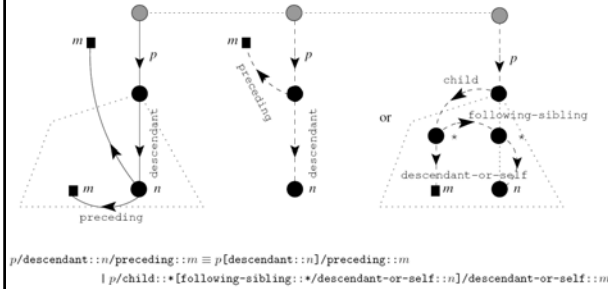 m
p
descendant
n
m
preceding
m
p
preceding
descendant
n
or
p
child
following-sibling
*
*
descendant-or-self
m
n
p/descendant::n/preceding::m ≡ p[descendant::n]/preceding::m
| p/child::*[following-sibling::*/descendant-or-self::n]/descendant-or-self::m